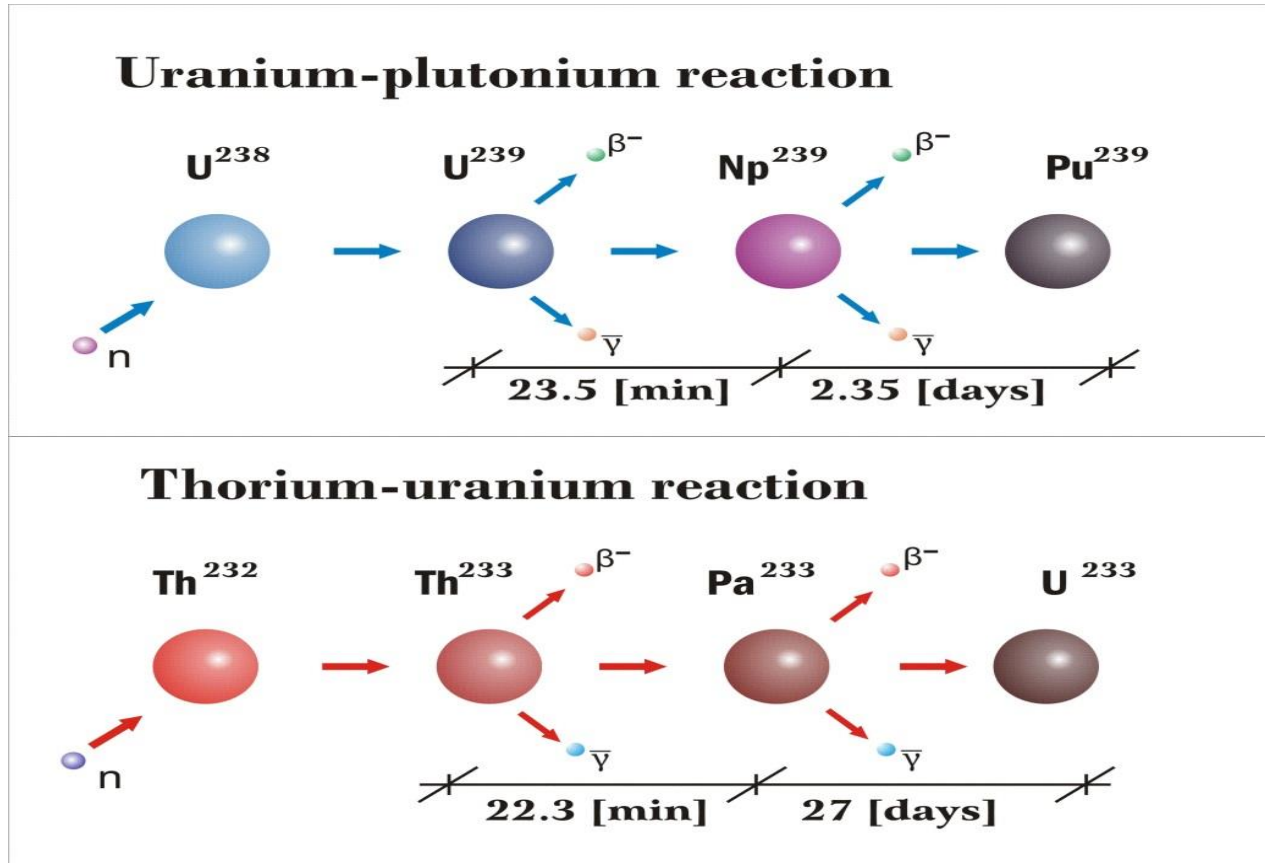 Uranium-plutonium reaction
U²³⁸ U²³⁹ β⁻ Np²³⁹ β⁻ Pu²³⁹
n γ̅ γ̅
23.5 [min] 2.35 [days]
Thorium-uranium reaction
Th²³² Th²³³ β⁻ Pa²³³ β⁻ U²³³
n γ̅ γ̅
22.3 [min] 27 [days]